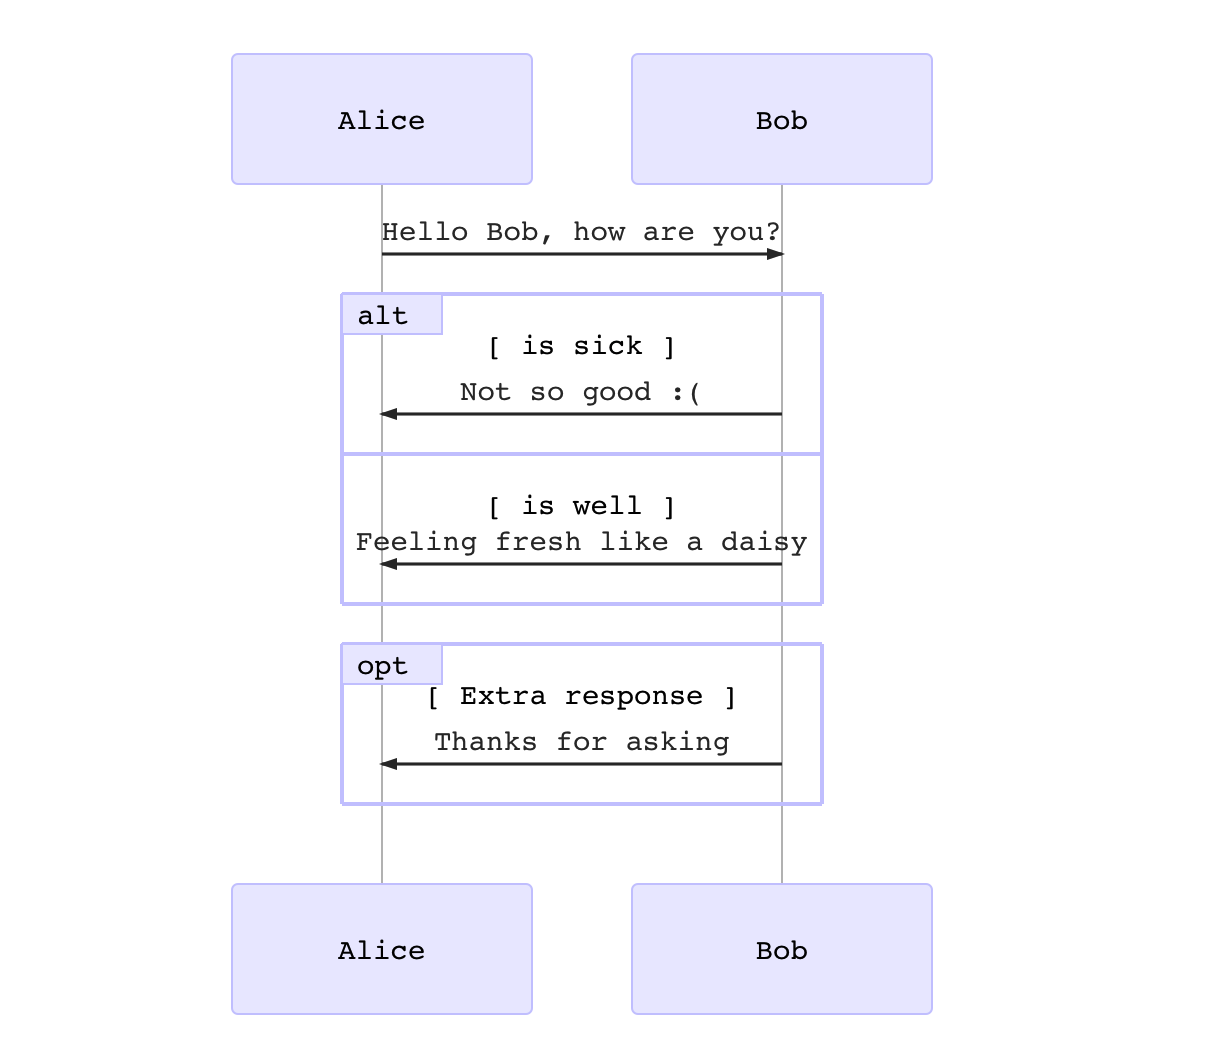 Alice
Bob
Hello Bob, how are you?
alt
[ is sick ]
Not so good :(
[ is well ]
Feeling fresh like a daisy
opt
[ Extra response ]
Thanks for asking
Alice
Bob